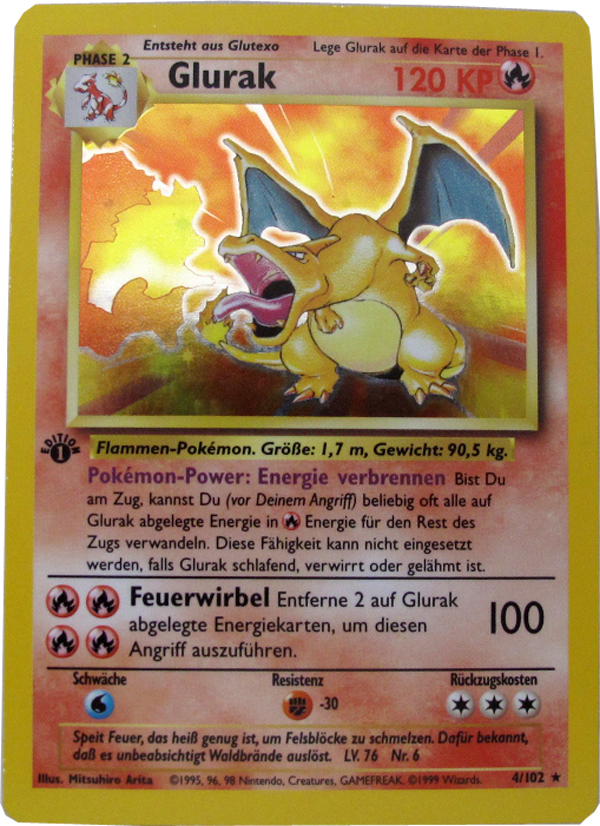 Entsteht aus Glutexo
Lege Glurak auf die Karte der Phase 1.
PHASE 2
Glurak
120 KP
EDITION
1
Flammen-Pokémon. Größe: 1,7 m, Gewicht: 90,5 kg.
Pokémon-Power: Energie verbrennen Bist Du
am Zug, kannst Du (vor Deinem Angriff) beliebig oft alle auf
Glurak abgelegte Energie in Energie für den Rest des
Zugs verwandeln. Diese Fähigkeit kann nicht eingesetzt
werden, falls Glurak schlafend, verwirrt oder gelähmt ist.
Feuerwirbel Entferne 2 auf Glurak
abgelegte Energiekarten, um diesen
Angriff auszuführen.
100
Schwäche
Resistenz
Rückzugskosten
-30
Speit Feuer, das heiß genug ist, um Felsblöcke zu schmelzen. Dafür bekannt,
daß es unbeabsichtigt Waldbrände auslöst. LV. 76 Nr. 6
Illus. Mitsuhiro Arita
©1995, 96, 98 Nintendo, Creatures, GAMEFREAK. ©1999 Wizards.
4/102 ★